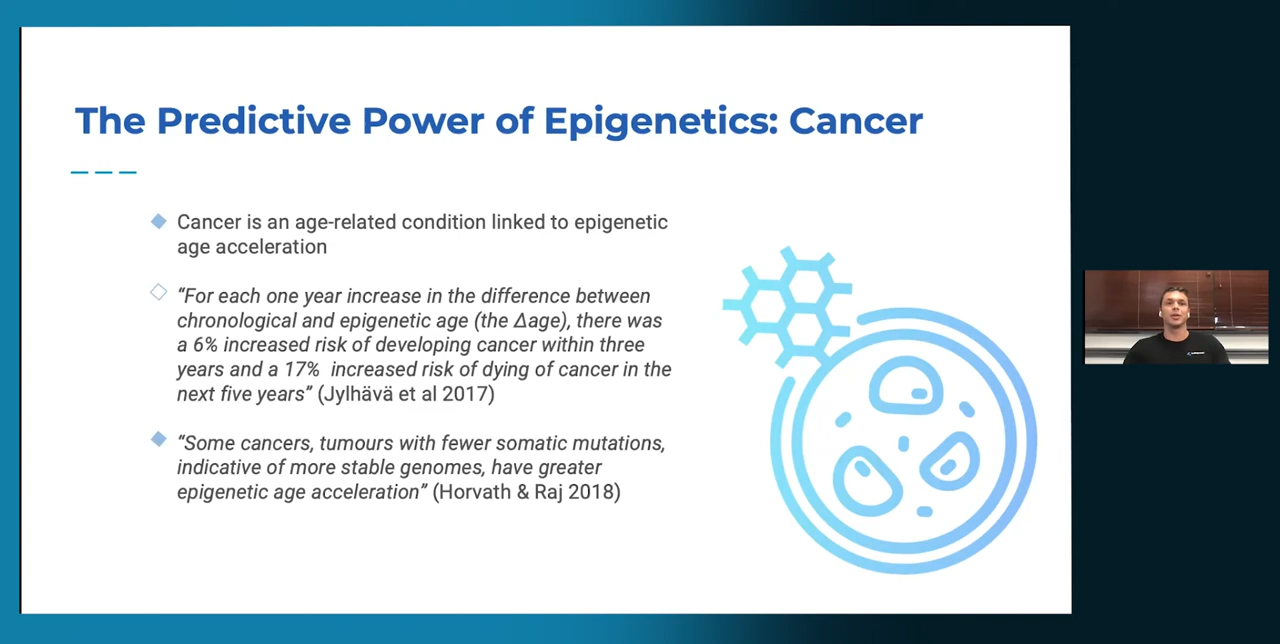 The Predictive Power of Epigenetics: Cancer
Cancer is an age-related condition linked to epigenetic
age acceleration
“For each one year increase in the difference between
chronological and epigenetic age (the Δage), there was
a 6% increased risk of developing cancer within three
years and a 17%  increased risk of dying of cancer in the
next five years” (Jylhävä et al 2017)
“Some cancers, tumours with fewer somatic mutations,
indicative of more stable genomes, have greater
epigenetic age acceleration” (Horvath & Raj 2018)